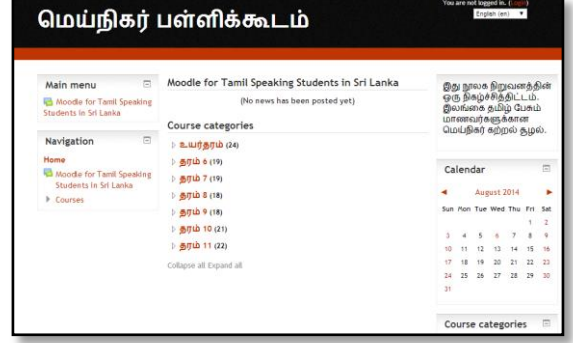 You are not logged in. (Login)
English (en)
மெய்நிகர் பள்ளிக்கூடம்
Main menu
Moodle for Tamil Speaking
Students in Sri Lanka
Navigation
Home
Moodle for Tamil Speaking
Students in Sri Lanka
Courses
Moodle for Tamil Speaking Students in Sri Lanka
(No news has been posted yet)
Course categories
உயர்தரம் (24)
தரம் 6 (19)
தரம் 7 (19)
தரம் 8 (18)
தரம் 9 (18)
தரம் 10 (21)
தரம் 11 (22)
Collapse all Expand all
இது நூலக நிறுவனத்தின்
ஒரு நிகழ்ச்சித்திட்டம்.
இலங்கை தமிழ் பேசும்
மாணவர்களுக்கான
மெய்நிகர் கற்றல் சூழல்.
Calendar
August 2014
Sun Mon Tue Wed Thu Fri Sat
1 2
3 4 5 6 7 8 9
10 11 12 13 14 15 16
17 18 19 20 21 22 23
24 25 26 27 28 29 30
31
Course categories